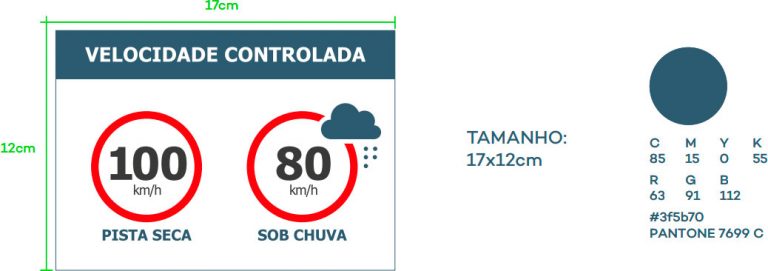 17cm
VELOCIDADE CONTROLADA
12cm
100
km/h
80
km/h
PISTA SECA
SOB CHUVA
TAMANHO:
17x12cm
C M Y K
85 15 0 55
R G B
63 91 112
#3f5b70
PANTONE 7699 C